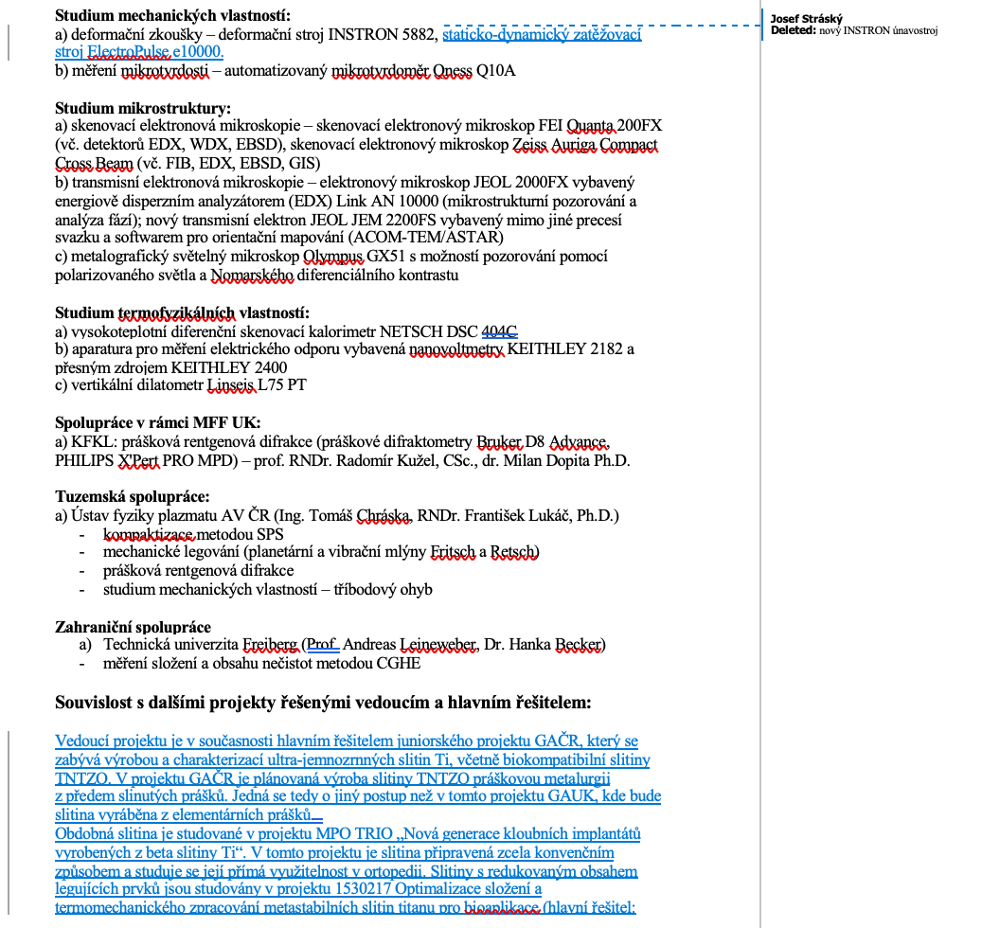 Studium mechanických vlastností:
a) deformační zkoušky – deformační stroj INSTRON 5882, staticko-dynamický zatěžovací
stroj ElectroPulse e10000.
b) měření mikrotvrdosti – automatizovaný mikrotvrdoměr Qness Q10A
Studium mikrostruktury:
a) skenovací elektronová mikroskopie – skenovací elektronový mikroskop FEI Quanta 200FX
(vč. detektorů EDX, WDX, EBSD), skenovací elektronový mikroskop Zeiss Auriga Compact
Cross Beam (vč. FIB, EDX, EBSD, GIS)
b) transmisní elektronová mikroskopie – elektronový mikroskop JEOL 2000FX vybavený
energiově disperzním analyzátorem (EDX) Link AN 10000 (mikrostrukturní pozorování a
analýza fází); nový transmisní elektron JEOL JEM 2200FS vybavený mimo jiné precesí
svazku a softwarem pro orientační mapování (ACOM-TEM/ASTAR)
c) metalografický světelný mikroskop Olympus GX51 s možností pozorování pomocí
polarizovaného světla a Nomarského diferenciálního kontrastu
Studium termofyzikálních vlastností:
a) vysokoteplotní diferenční skenovací kalorimetr NETSCH DSC 404C
b) aparatura pro měření elektrického odporu vybavená nanovoltmetry KEITHLEY 2182 a
přesným zdrojem KEITHLEY 2400
c) vertikální dilatometr Linseis L75 PT
Spolupráce v rámci MFF UK:
a) KFKL: prášková rentgenová difrakce (práškové difraktometry Bruker D8 Advance,
PHILIPS X'Pert PRO MPD) – prof. RNDr. Radomír Kužel, CSc., dr. Milan Dopita Ph.D.
Tuzemská spolupráce:
a) Ústav fyziky plazmatu AV ČR (Ing. Tomáš Chráska, RNDr. František Lukáč, Ph.D.)
- kompaktizace metodou SPS
- mechanické legování (planetární a vibrační mlýny Fritsch a Retsch)
- prášková rentgenová difrakce
- studium mechanických vlastností – tříbodový ohyb
Zahraniční spolupráce
a) Technická univerzita Freiberg (Prof. Andreas Leineweber, Dr. Hanka Becker)
- měření složení a obsahu nečistot metodou CGHE
Souvislost s dalšími projekty řešenými vedoucím a hlavním řešitelem:
Vedoucí projektu je v současnosti hlavním řešitelem juniorského projektu GAČR, který se
zabývá výrobou a charakterizací ultra-jemnozrnných slitin Ti, včetně biokompatibilní slitiny
TNTZO. V projektu GAČR je plánovaná výroba slitiny TNTZO práškovou metalurgii
z předem slinutých prášků. Jedná se tedy o jiný postup než v tomto projektu GAUK, kde bude
slitina vyráběna z elementárních prášků.
Obdobná slitina je studované v projektu MPO TRIO „Nová generace kloubních implantátů
vyrobených z beta slitiny Ti“. V tomto projektu je slitina připravená zcela konvenčním
způsobem a studuje se její přímá využitelnost v ortopedii. Slitiny s redukovaným obsahem
legujících prvků jsou studovány v projektu 1530217 Optimalizace složení a
termomechanického zpracování metastabilních slitin titanu pro bioaplikace (hlavní řešitel:
Josef Stráský
Deleted: nový INSTRON únavostroj